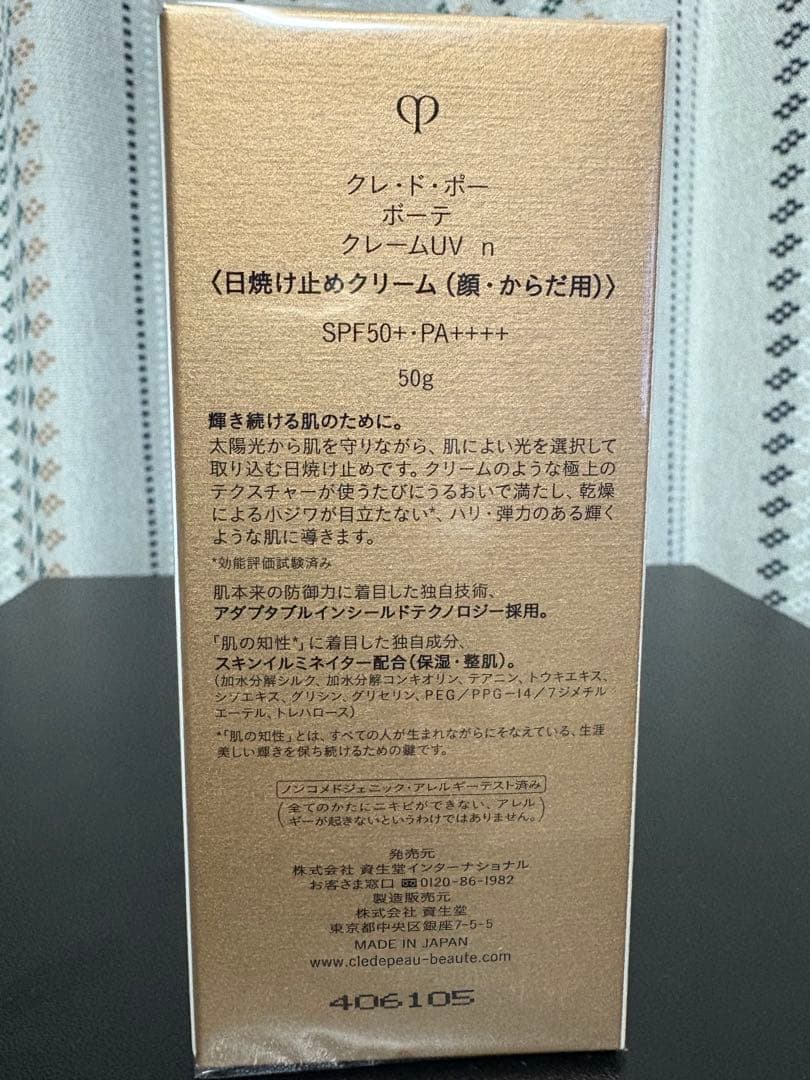 クレ・ド・ポー
ボーテ
クレームUV n
〈日焼け止めクリーム(顔・からだ用)〉
SPF50+・PA++++
50g
輝き続ける肌のために。
太陽光から肌を守りながら、肌によい光を選択して
取り込む日焼け止めです。クリームのような極上の
テクスチャーが使うたびにうるおいで満たし、乾燥
による小ジワが目立たない*、ハリ・弾力のある輝く
ような肌に導きます。
*効能評価試験済み
肌本来の防御力に着目した独自技術、
アダプタブルインシールドテクノロジー採用。
「肌の知性*」に着目した独自成分、
スキンイルミネイター配合(保湿・整肌)。
(加水分解シルク、加水分解コンキオリン、テアニン、トウキエキス、
シソエキス、グリシン、グリセリン、PEG/PPG-14/7ジメチル
エーテル、トレハロース)
*「肌の知性」とは、すべての人が生まれながらにそなえている、生涯
美しい輝きを保ち続けるための鍵です。
ノンコメドジェニック・アレルギーテスト済み
(全てのかたにニキビができない、アレル
ギーが起きないというわけではありません。)
発売元
株式会社 資生堂インターナショナル
お客さま窓口 0120-86-1982
製造販売元
株式会社 資生堂
東京都中央区銀座7-5-5
MADE IN JAPAN
www.cledepeau-beaute.com
406105